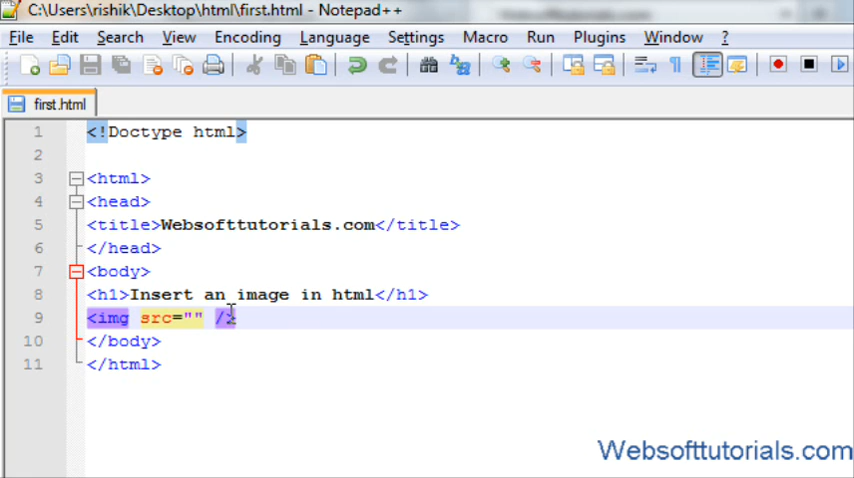 C:\Users\rishik\Desktop\html\first.html - Notepad++
File Edit Search View Encoding Language Settings Macro Run Plugins Window ?
first.html
1 <!Doctype html>
2
3 <html>
4 <head>
5 <title>Websofttutorials.com</title>
6 </head>
7 <body>
8 <h1>Insert an image in html</h1>
9 <img src="" />
10 </body>
11 </html>
Websofttutorials.com